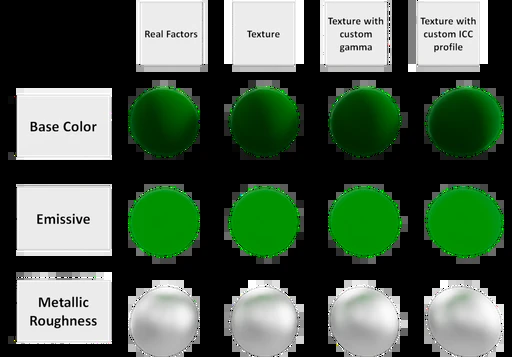 Real Factors
Texture
Texture with
custom
gamma
Texture with
custom ICC
profile
Base Color
Emissive
Metallic
Roughness